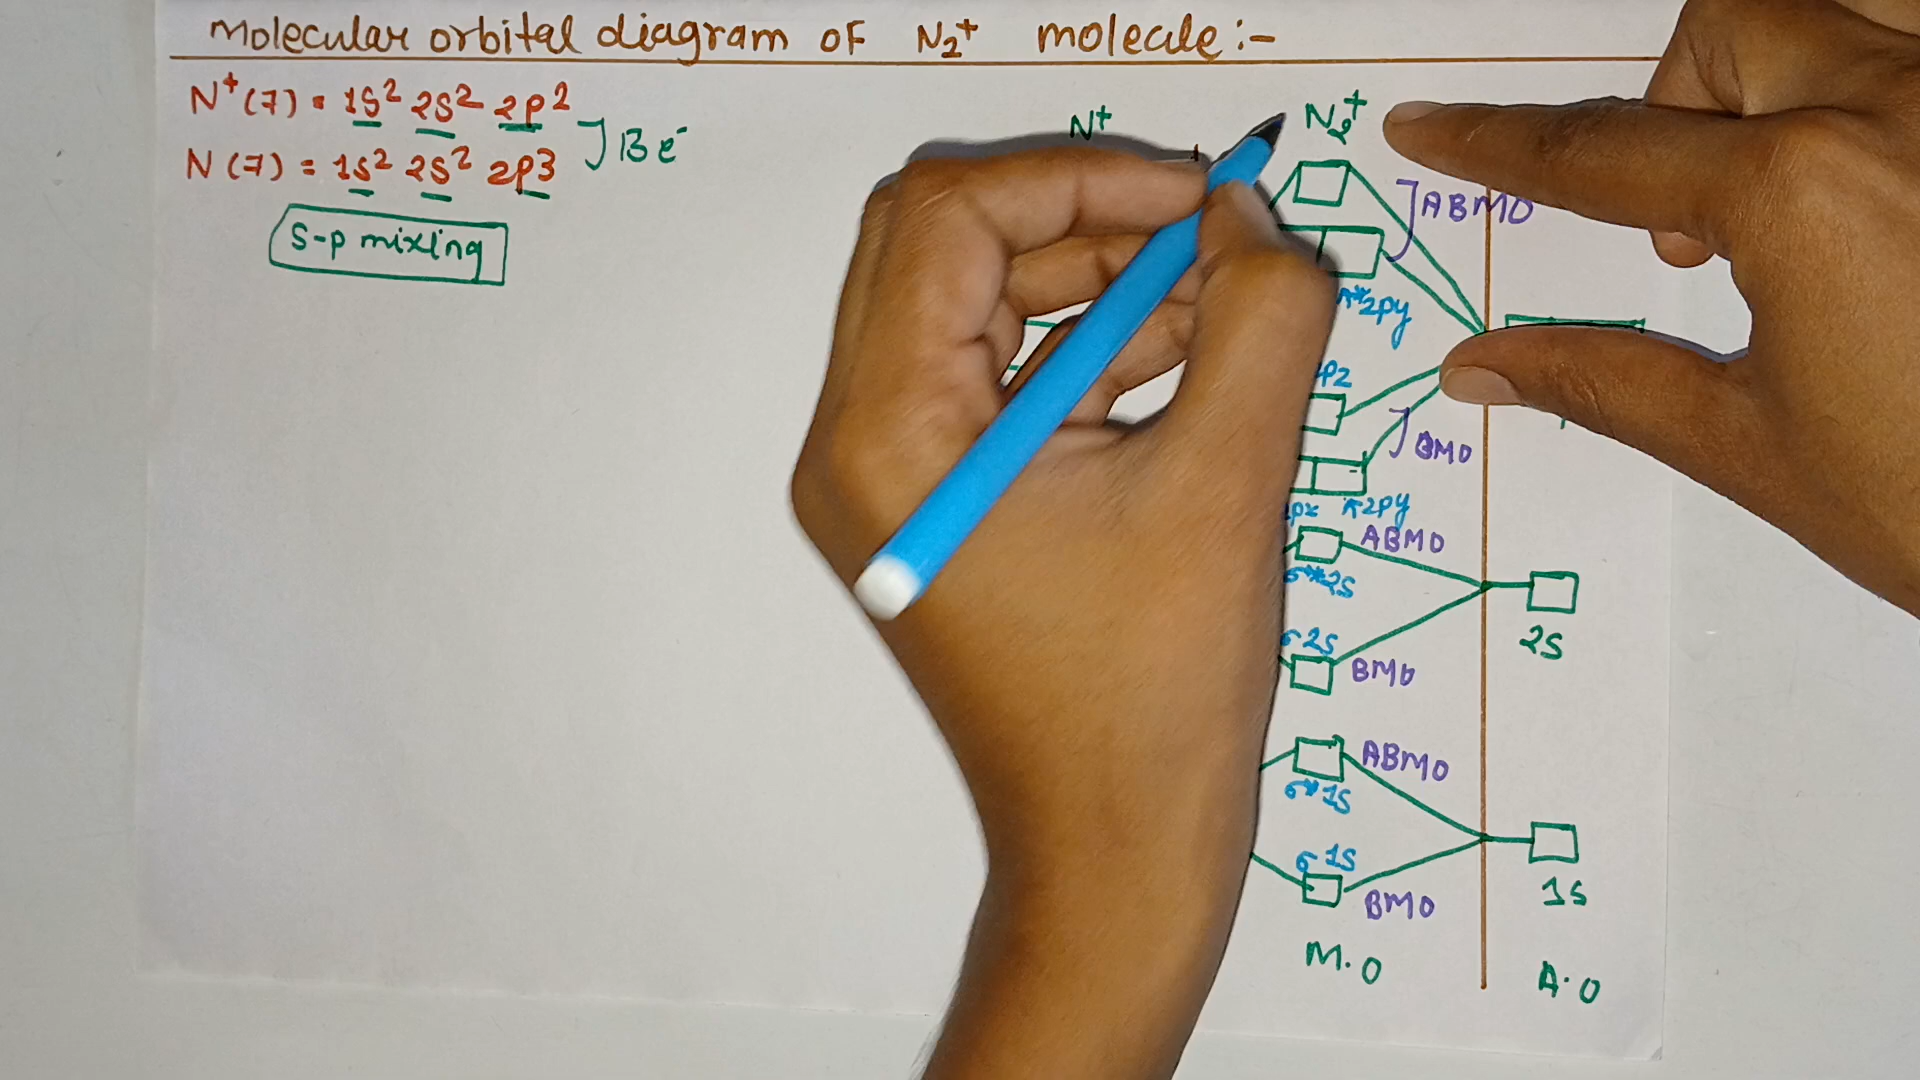 Molecular orbital diagram of N₂⁺ molecule :-
N⁺(7) = 1s² 2s² 2p²
N (7) = 1s² 2s² 2p³
] 13 e⁻
s-p mixing
N⁺
N₂⁺
ABMO
π*2py
BMO
π2py
ABMO
σ*2s
σ2s
BMO
2s
ABMO
σ*1s
σ1s
BMO
1s
M.O
A.O